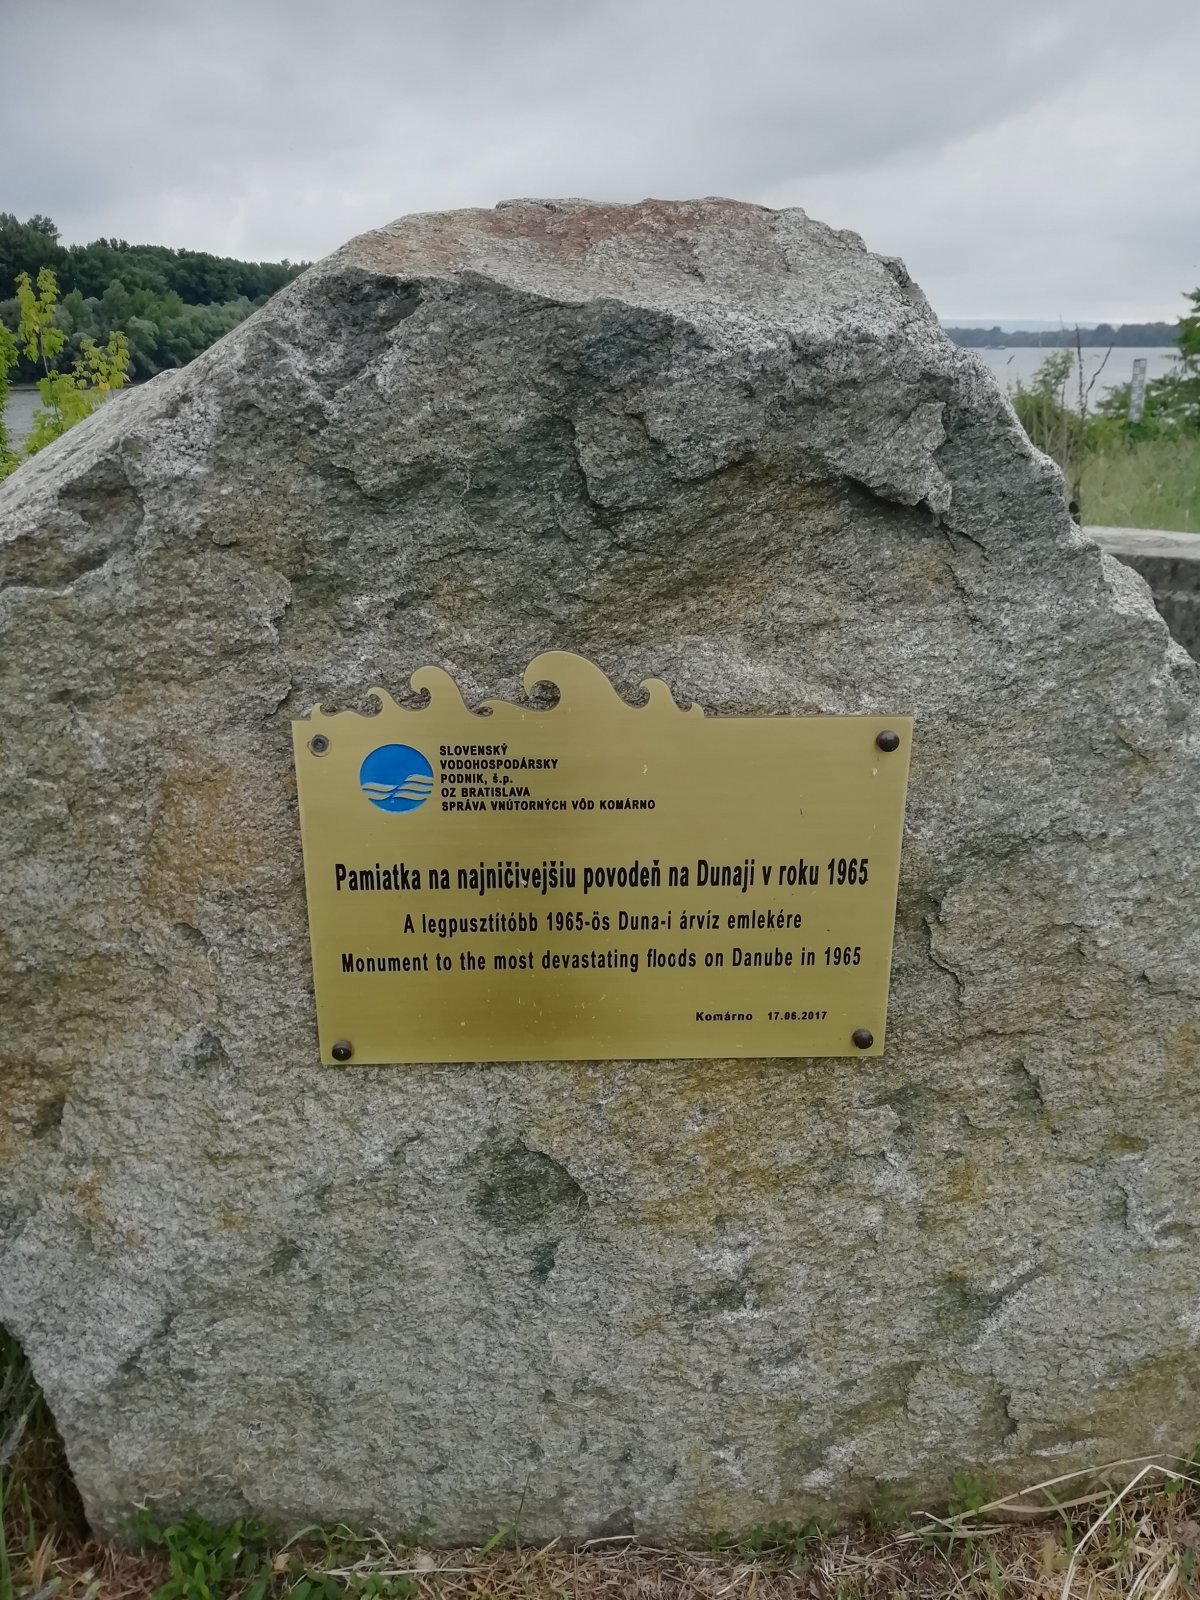 SLOVENSKÝ
VODOHOSPODÁRSKY
PODNIK, š.p.
OZ BRATISLAVA
SPRÁVA VNÚTORNÝCH VÔD KOMÁRNO
Pamiatka na najničivejšiu povodeň na Dunaji v roku 1965
A legpusztítóbb 1965-ös Duna-i árvíz emlekére
Monument to the most devastating floods on Danube in 1965
Komárno 17.06.2017